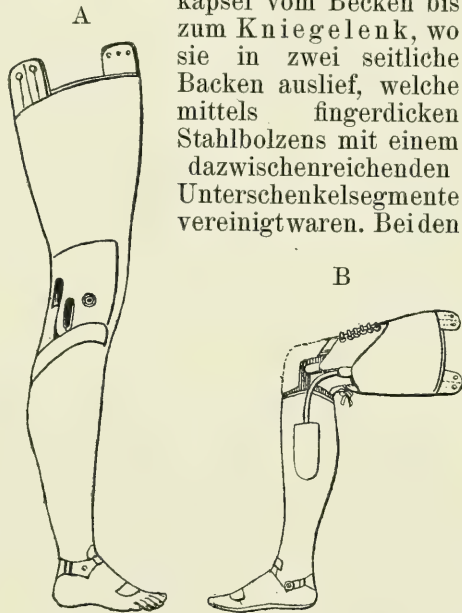 A
kapsel vom Becken bis
zum Kniegelenk, wo
sie in zwei seitliche
Backen auslief, welche
mittels fingerdicken
Stahlbolzens mit einem
dazwischenreichenden
Unterschenkelsegmente
vereinigtwaren. Beiden
B